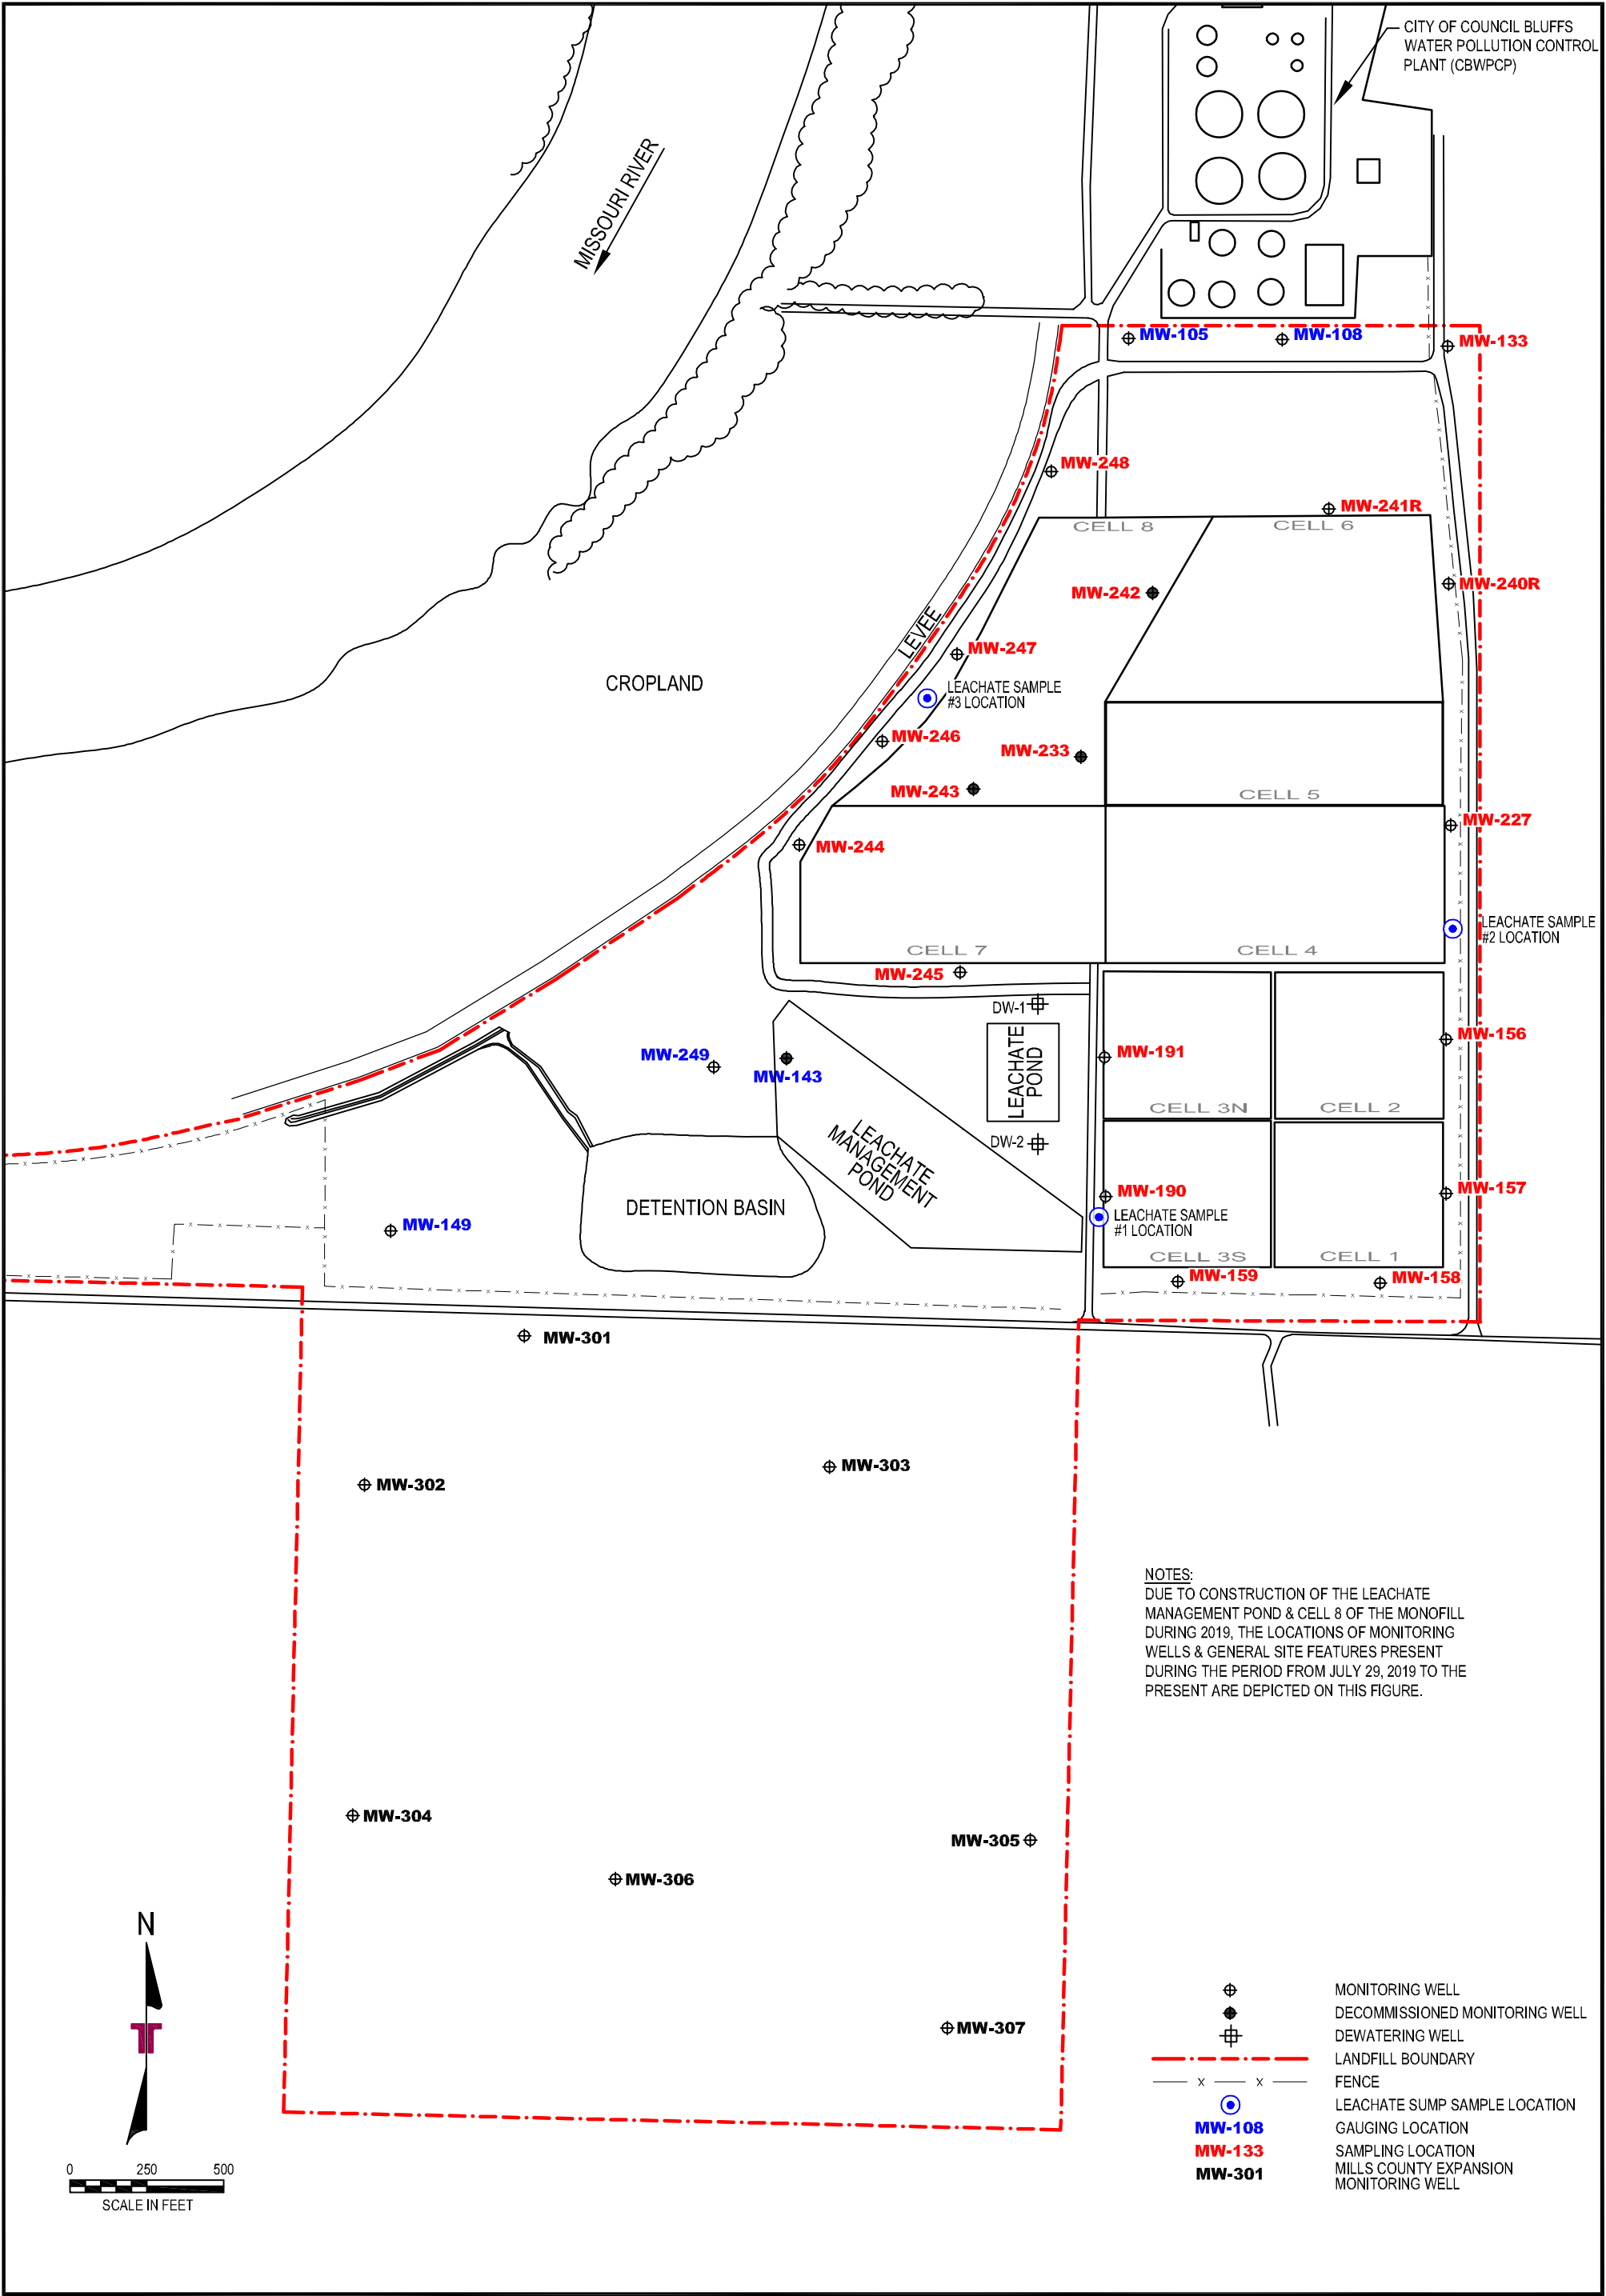 CITY OF COUNCIL BLUFFS
WATER POLLUTION CONTROL
PLANT (CBWPCP)
MISSOURI RIVER
MW-105
MW-108
MW-133
MW-248
MW-241R
CELL 8
CELL 6
MW-240R
MW-242
LEVEE
MW-247
CROPLAND
LEACHATE SAMPLE
#3 LOCATION
MW-246
MW-233
MW-243
CELL 5
MW-227
MW-244
LEACHATE SAMPLE
#2 LOCATION
CELL 7
CELL 4
MW-245
DW-1
LEACHATE
POND
MW-156
MW-191
MW-249
MW-143
CELL 3N
CELL 2
DW-2
LEACHATE
MANAGEMENT
POND
MW-190
MW-157
DETENTION BASIN
LEACHATE SAMPLE
#1 LOCATION
MW-149
CELL 3S
CELL 1
MW-159
MW-158
MW-301
MW-303
MW-302
NOTES:
DUE TO CONSTRUCTION OF THE LEACHATE
MANAGEMENT POND & CELL 8 OF THE MONOFILL
DURING 2019, THE LOCATIONS OF MONITORING
WELLS & GENERAL SITE FEATURES PRESENT
DURING THE PERIOD FROM JULY 29, 2019 TO THE
PRESENT ARE DEPICTED ON THIS FIGURE.
MW-304
MW-305
MW-306
N
MW-307
MONITORING WELL
DECOMMISSIONED MONITORING WELL
DEWATERING WELL
LANDFILL BOUNDARY
X X FENCE
LEACHATE SUMP SAMPLE LOCATION
MW-108 GAUGING LOCATION
MW-133 SAMPLING LOCATION
MW-301 MILLS COUNTY EXPANSION
MONITORING WELL
0 250 500
SCALE IN FEET